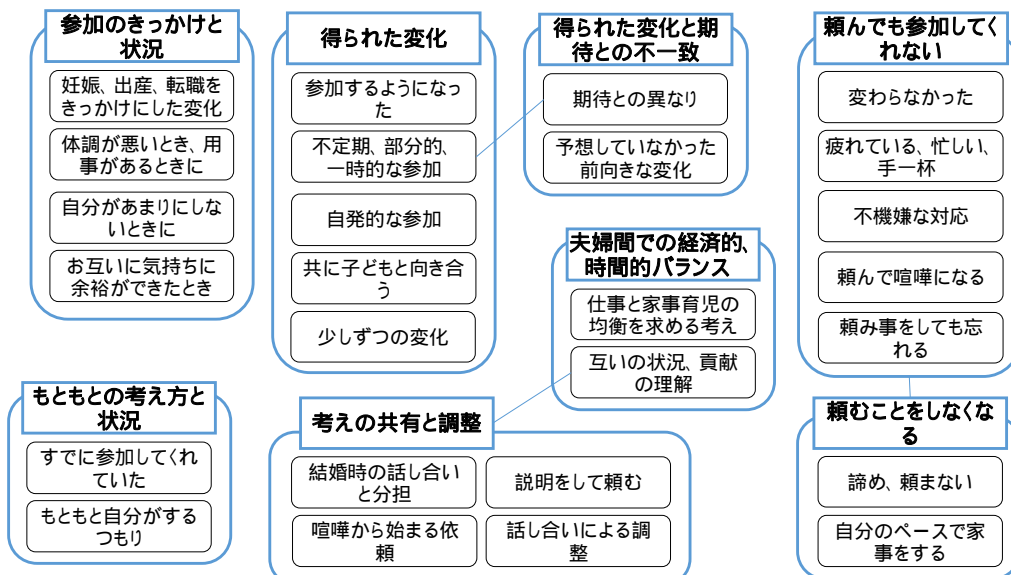 参加のきっかけと
状況
妊娠、出産、転職を
きっかけにした変化
体調が悪いとき、用
事があるときに
自分があまりにしな
いときに
お互いに気持ちに
余裕ができたとき
得られた変化
参加するようになっ
た
不定期、部分的、
一時的な参加
自発的な参加
共に子どもと向き合
う
少しずつの変化
得られた変化と期
待との不一致
期待との異なり
予想していなかった
前向きな変化
夫婦間での経済的、
時間的バランス
仕事と家事育児の
均衡を求める考え
互いの状況、貢献
の理解
頼んでも参加してく
れない
変わらなかった
疲れている、忙しい、
手一杯
不機嫌な対応
頼んで喧嘩になる
頼み事をしても忘
れる
もともとの考え方と
状況
すでに参加してくれ
ていた
もともと自分がする
つもり
考えの共有と調整
結婚時の話し合い
と分担
説明をして頼む
喧嘩から始まる依
頼
話し合いによる調
整
頼むことをしなくな
る
諦め、頼まない
自分のペースで家
事をする